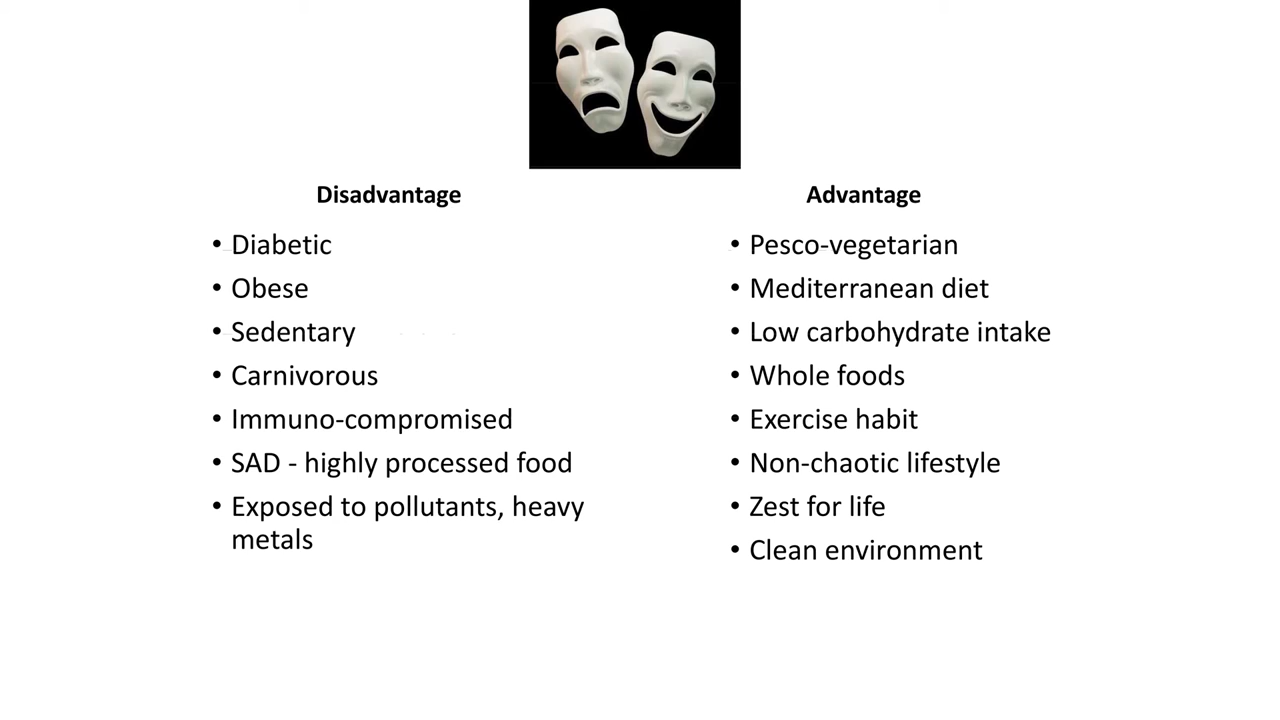 Disadvantage
• Diabetic
• Obese
• Sedentary
• Carnivorous
• Immuno-compromised
• SAD - highly processed food
• Exposed to pollutants, heavy
metals
Advantage
• Pesco-vegetarian
• Mediterranean diet
• Low carbohydrate intake
• Whole foods
• Exercise habit
• Non-chaotic lifestyle
• Zest for life
• Clean environment